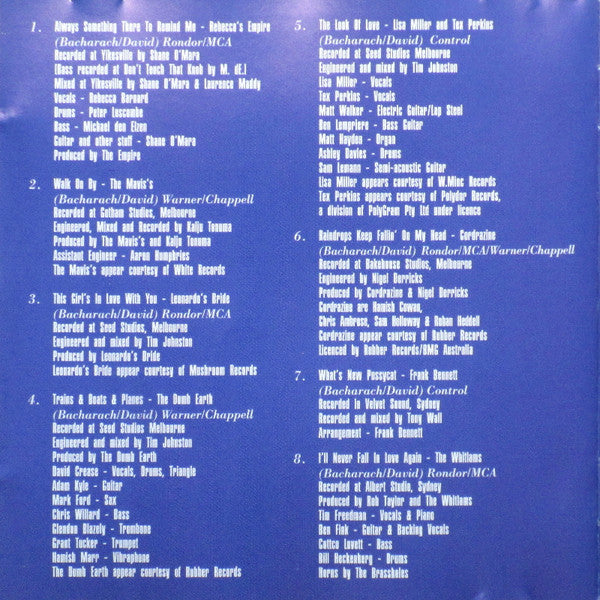 1. Always Something There To Remind Me - Rebecca's Empire
(Bacharach/David) Rondor/MCA
Recorded at Yikesville by Shane O'Mara
(Bass recorded at Don't Touch That Knob by M. dE.)
Mixed at Yikesville by Shane O'Mara & Laurence Maddy
Vocals - Rebecca Barnard
Drums - Peter Luscombe
Bass - Michael den Elzen
Guitar and other stuff - Shane O'Mara
Produced by The Empire
2. Walk On By - The Mavis's
(Bacharach/David) Warner/Chappell
Recorded at Gotham Studios, Melbourne
Engineered, Mixed and Recorded by Kalju Tonuma
Produced by The Mavis's and Kalju Tonuma
Assistant Engineer - Aaron Humphries
The Mavis's appear courtesy of White Records
3. This Girl's In Love With You - Leonardo's Bride
(Bacharach/David) Rondor/MCA
Recorded at Seed Studies, Melbourne
Engineered and mixed by Tim Johnston
Produced by Leonardo's Bride
Leonardo's Bride appear courtesy of Mushroom Records
4. Trains & Boats & Planes - The Dumb Earth
(Bacharach/David) Warner/Chappell
Recorded at Seed Studies Melbourne
Engineered and mixed by Tim Johnston
Produced by The Dumb Earth
David Crease - Vocals, Drums, Triangle
Adam Kyle - Guitar
Mark Ford - Sax
Chris Willard - Bass
Glendon Blazely - Trombone
Grant Tucker - Trumpet
Hamish Marr - Vibraphone
The Dumb Earth appear courtesy of Rubber Records
5. The Look Of Love - Lisa Miller and Tex Perkins
(Bacharach/David) Control
Recorded at Seed Studies Melbourne
Engineered and mixed by Tim Johnston
Lisa Miller - Vocals
Tex Perkins - Vocals
Matt Walker - Electric Guitar/Lap Steel
Ben Lempriere - Bass Guitar
Matt Hayden - Organ
Ashley Davies - Drums
Sam Lemann - Semi-acoustic Guitar
Lisa Miller appears courtesy of W.Minc Records
Tex Perkins appears courtesy of Polydor Records,
a division of PolyGram Pty Ltd under licence
6. Raindrops Keep Fallin' On My Head - Cordrazine
(Bacharach/David) Rondor/MCA/Warner/Chappell
Recorded at Bakehouse Studies, Melbourne
Engineered by Nigel Derricks
Produced by Cordrazine & Nigel Derricks
Cordrazine are Hamish Cowan,
Chris Ambrose, Sam Holloway & Rohan Heddell
Cordrazine appear courtesy of Rubber Records
Licenced by Rubber Records/BMG Australia
7. What's New Pussycat - Frank Bennett
(Bacharach/David) Control
Recorded in Velvet Sound, Sydney
Recorded and mixed by Tony Wall
Arrangement - Frank Bennett
8. I'll Never Fall In Love Again - The Whitlams
(Bacharach/David) Rondor/MCA
Recorded at Albert Studio, Sydney
Produced by Rob Taylor and The Whitlams
Tim Freedman - Vocals & Piano
Ben Fink - Guitar & Backing Vocals
Cottco Lovett - Bass
Bill Heckenberg - Drums
Horns by The Brassholes